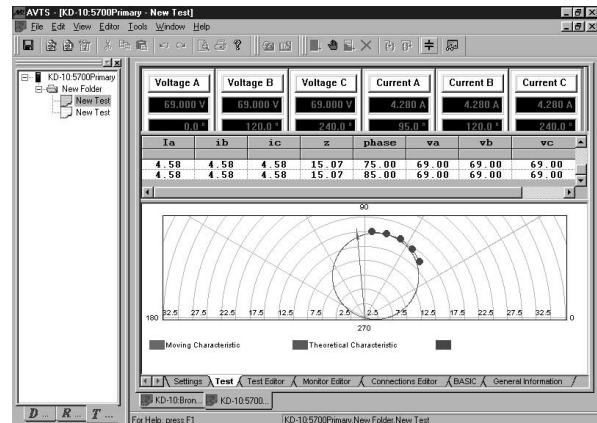 AVTS - [KD-10:5700Primary - New Test]
File Edit View Editor Tools Window Help
KD-10:5700Primary
New Folder
New Test
New Test
Voltage A Voltage B Voltage C Current A Current B Current C
69.000 V 69.000 V 69.000 V 4.280 A 4.280 A 4.280 A
0.0 ° 120.0 ° 240.0 ° 95.0 ° 120.0 ° 240.0 °
Ia ib ic z phase va vb vc
4.58 4.58 4.58 15.07 75.00 69.00 69.00 69.00
4.58 4.58 4.58 15.07 85.00 69.00 69.00 69.00
90
180 32.5 27.5 22.5 17.5 12.5 7.5 2.5 2.5 7.5 12.5 17.5 22.5 27.5 32.5 0
270
Moving Characteristic Theoretical Characteristic
Settings Test Test Editor Monitor Editor Connections Editor BASIC General Information
D ... R ... T ... KD-10:Bron... KD-10:5700...
For Help, press F1 KD-10:5700Primary.New Folder.New Test